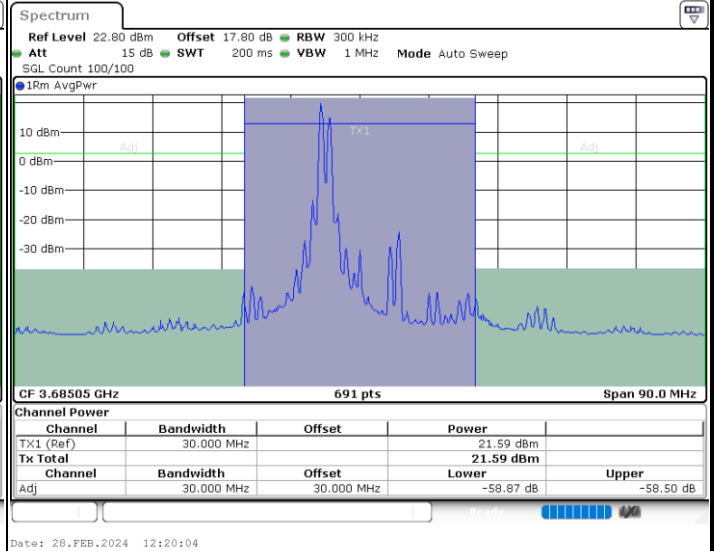 Spectrum
Ref Level 22.80 dBm Offset 17.80 dB RBW 300 kHz
Att 15 dB SWT 200 ms VBW 1 MHz Mode Auto Sweep
SGL Count 100/100
1Rm AvgPwr
10 dBm
TX1
Adj Adj
0 dBm
-10 dBm
-20 dBm
-30 dBm
CF 3.68505 GHz 691 pts Span 90.0 MHz
Channel Power
Channel Bandwidth Offset Power
TX1 (Ref) 30.000 MHz 21.59 dBm
Tx Total 21.59 dBm
Channel Bandwidth Offset Lower Upper
Adj 30.000 MHz 30.000 MHz -58.87 dB -58.50 dB
Ready
Date: 28.FEB.2024 12:20:04